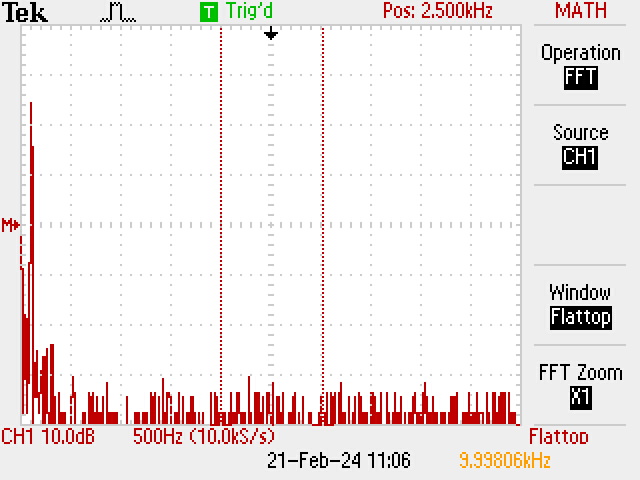 Tek T Trig'd Pos: 2.500kHz MATH
Operation
FFT
Source
CH1
M
Window
Flattop
FFT Zoom
X1
CH1 10.0dB 500Hz (10.0kS/s) Flattop
21-Feb-24 11:06 9.99806kHz